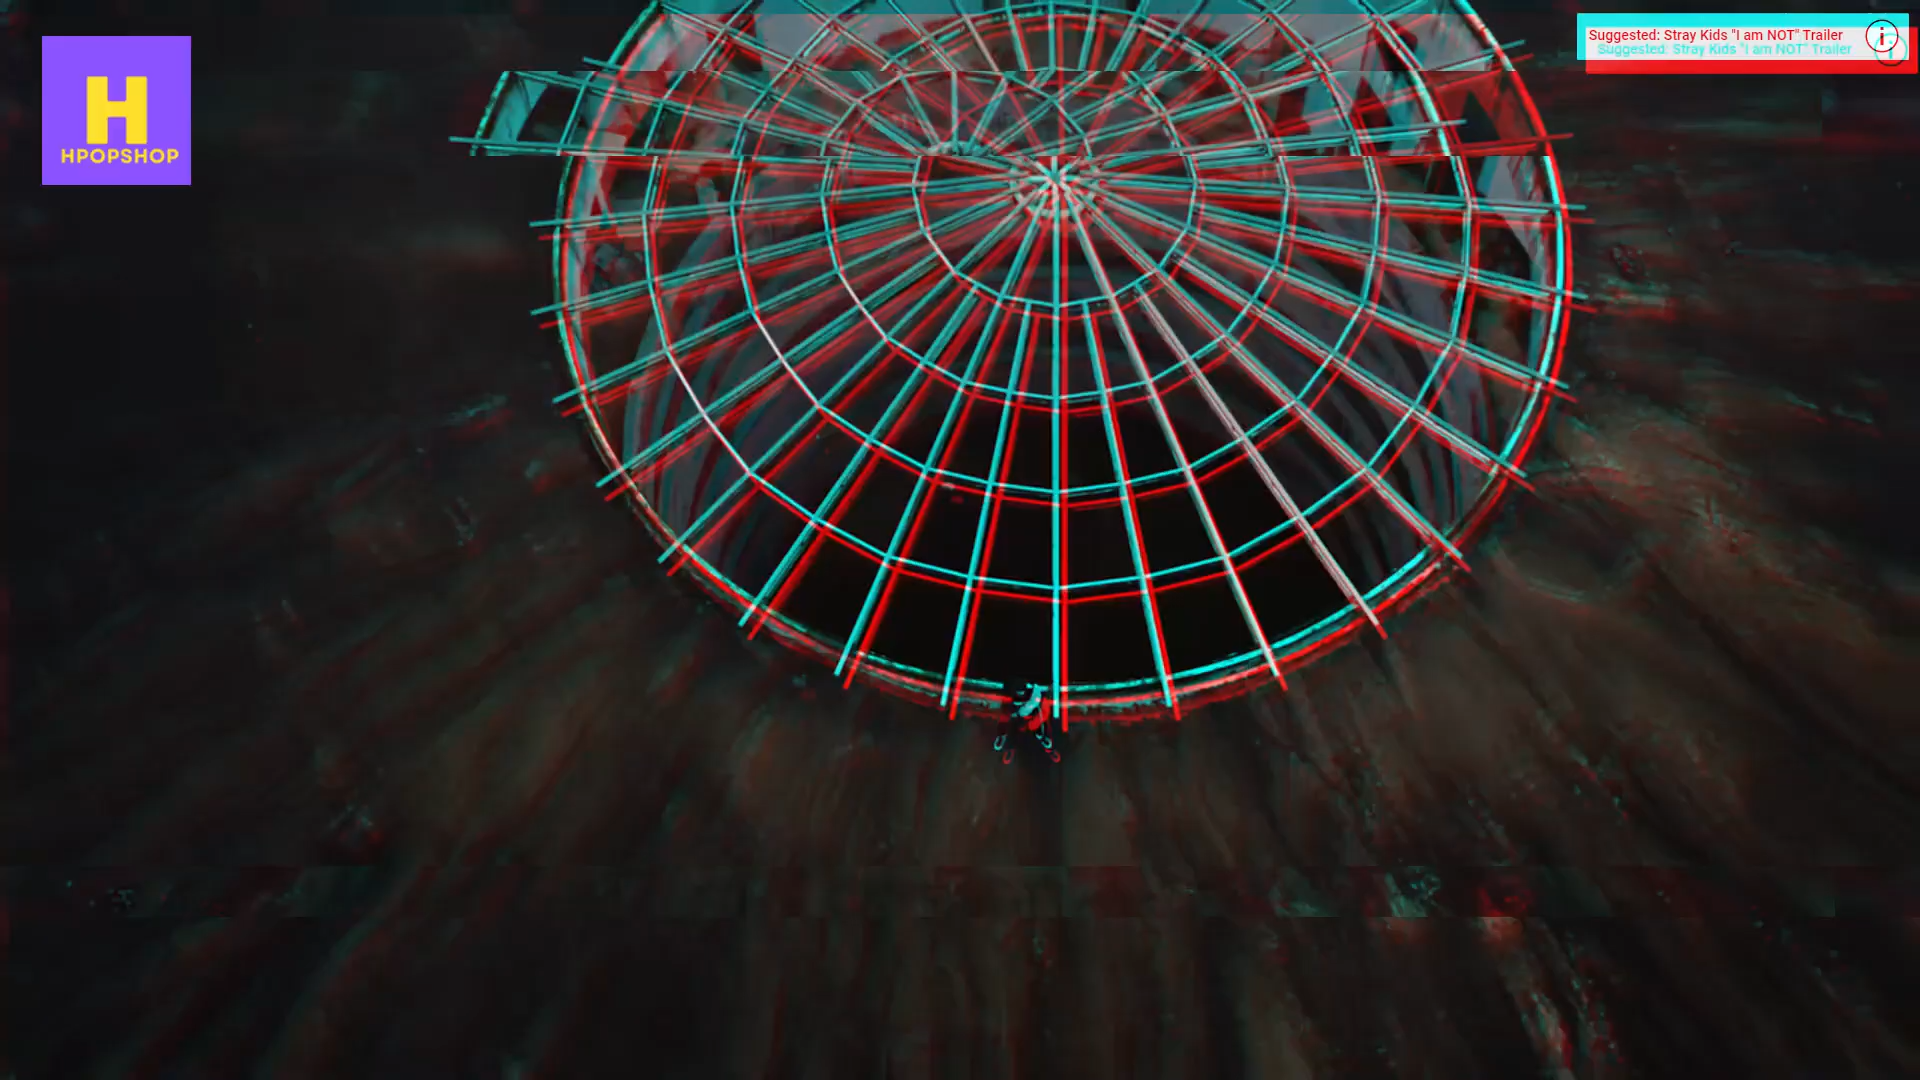 H
HPOPSHOP
Suggested: Stray Kids "I am NOT" Trailer
Suggested: Stray Kids "I am NOT" Trailer